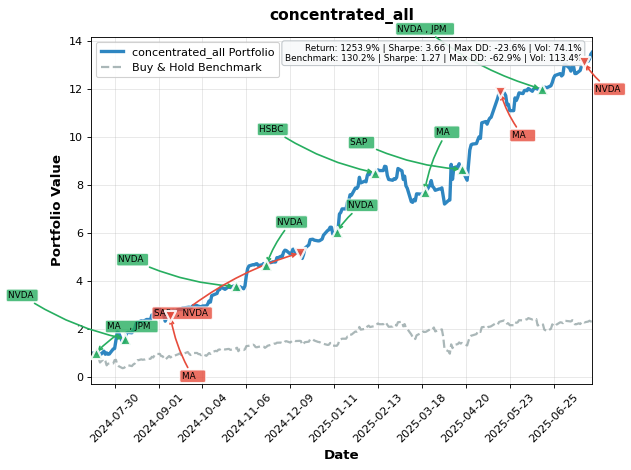 concentrated_all
NVDA , JPM
concentrated_all Portfolio
Buy & Hold Benchmark
Return: 1253.9% | Sharpe: 3.66 | Max DD: -23.6% | Vol: 74.1%
Benchmark: 130.2% | Sharpe: 1.27 | Max DD: -62.9% | Vol: 113.4%
NVDA
HSBC
SAP
MA
MA
NVDA
NVDA
NVDA
NVDA
MA , JPM
NVDA
MA
Portfolio Value
14
12
10
8
6
4
2
0
2024-07-30
2024-09-01
2024-10-04
2024-11-06
2024-12-09
2025-01-11
2025-02-13
2025-03-18
2025-04-20
2025-05-23
2025-06-25
Date